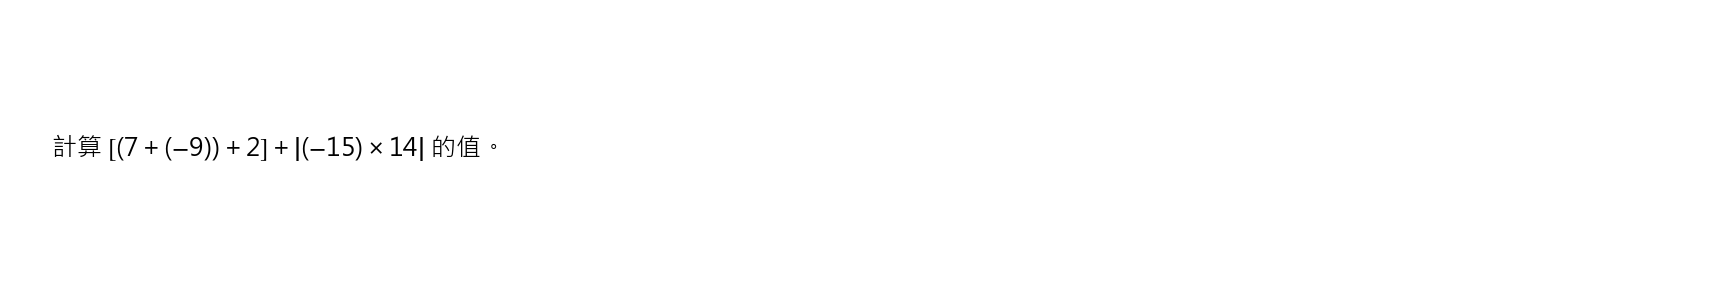 計算 [(7 + (−9)) + 2] + |(−15) × 14| 的值。